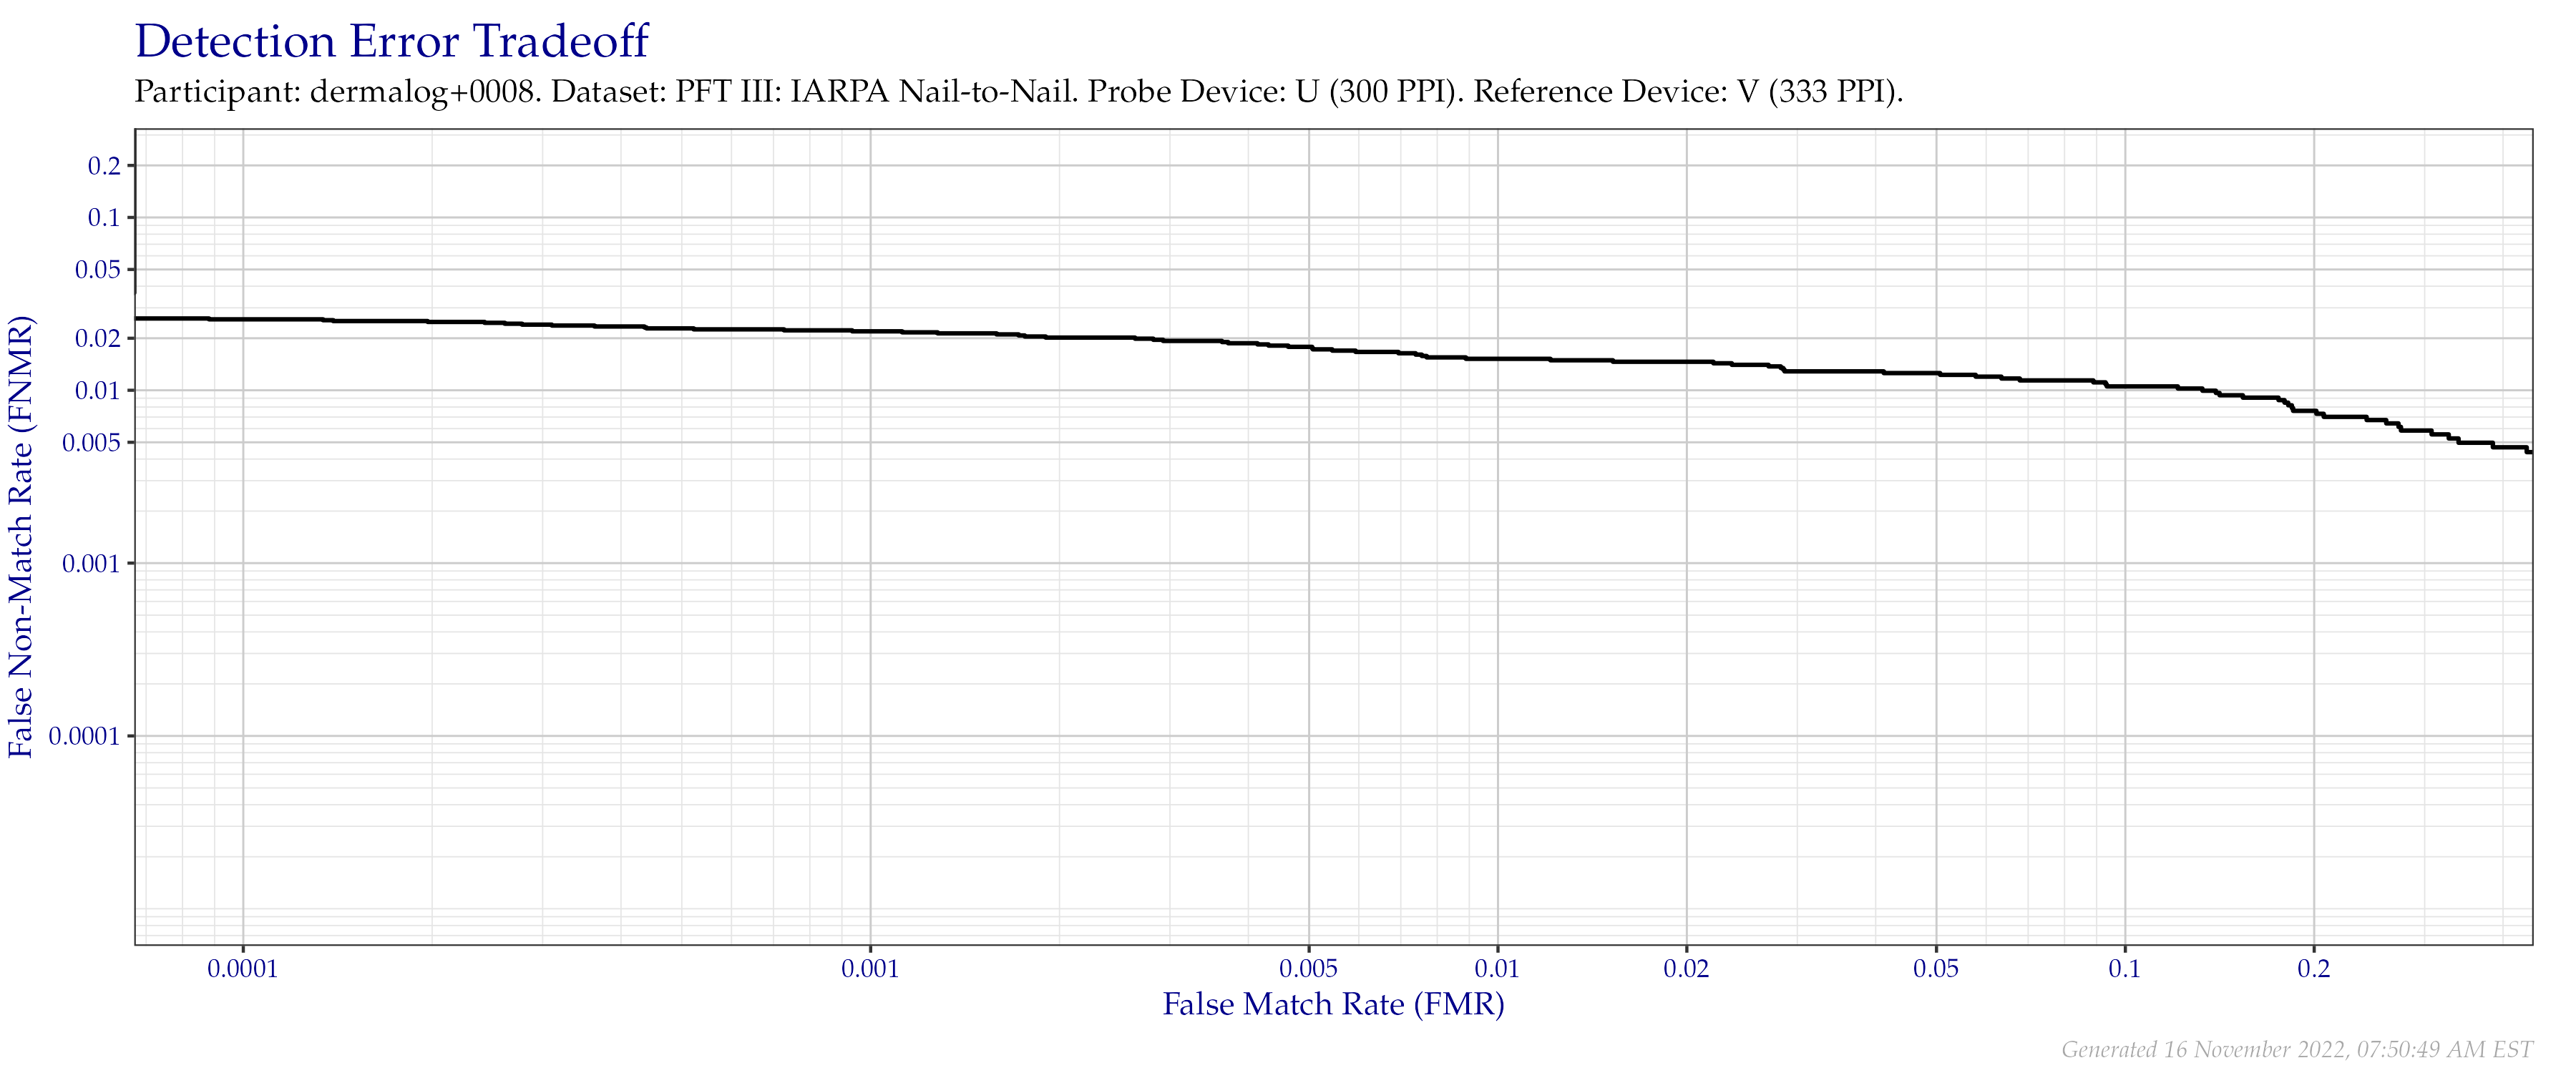 Detection Error Tradeoff
Participant: dermalog+0008. Dataset: PFT III: IARPA Nail-to-Nail. Probe Device: U (300 PPI). Reference Device: V (333 PPI).
False Non-Match Rate (FNMR)
0.2
0.1
0.05
0.02
0.01
0.005
0.001
0.0001
0.0001 0.001 0.005 0.01 0.02 0.05 0.1 0.2
False Match Rate (FMR)
Generated 16 November 2022, 07:50:49 AM EST